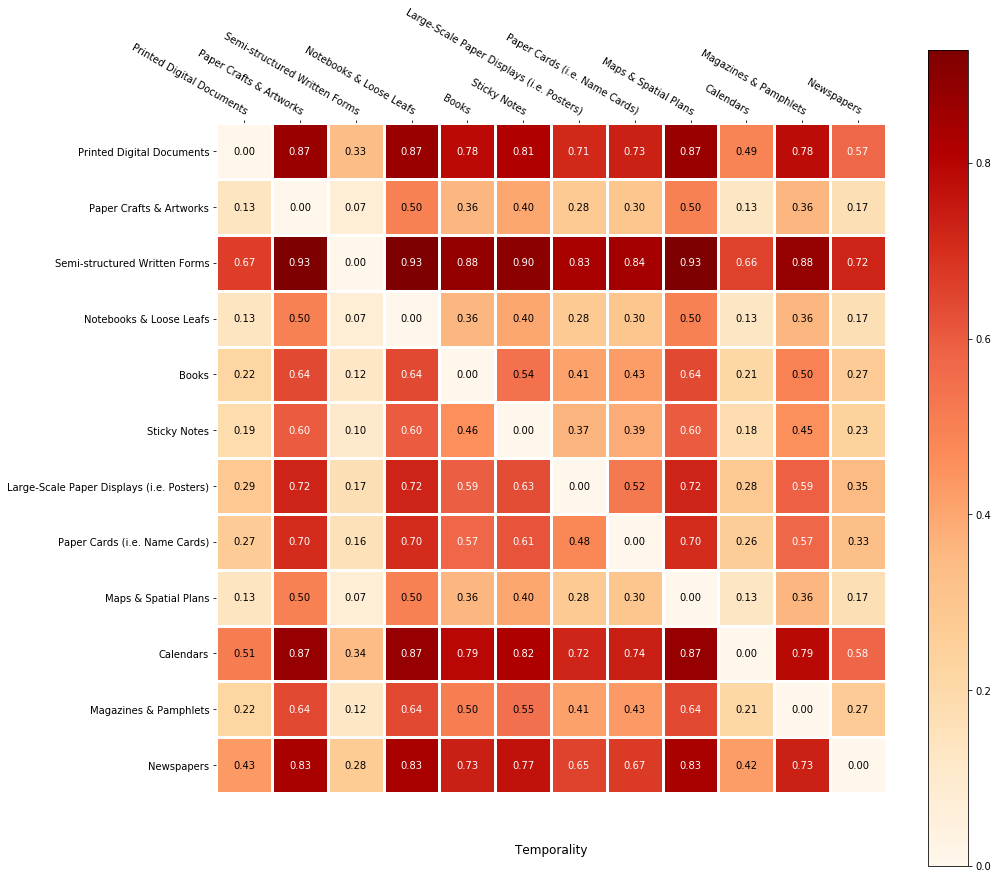 Printed Digital Documents
Paper Crafts & Artworks
Semi-structured Written Forms
Notebooks & Loose Leafs
Books
Large-Scale Paper Displays (i.e. Posters)
Sticky Notes
Paper Cards (i.e. Name Cards)
Maps & Spatial Plans
Calendars
Magazines & Pamphlets
Newspapers
Printed Digital Documents 0.00 0.87 0.33 0.87 0.78 0.81 0.71 0.73 0.87 0.49 0.78 0.57
Paper Crafts & Artworks 0.13 0.00 0.07 0.50 0.36 0.40 0.28 0.30 0.50 0.13 0.36 0.17
Semi-structured Written Forms 0.67 0.93 0.00 0.93 0.88 0.90 0.83 0.84 0.93 0.66 0.88 0.72
Notebooks & Loose Leafs 0.13 0.50 0.07 0.00 0.36 0.40 0.28 0.30 0.50 0.13 0.36 0.17
Books 0.22 0.64 0.12 0.64 0.00 0.54 0.41 0.43 0.64 0.21 0.50 0.27
Sticky Notes 0.19 0.60 0.10 0.60 0.46 0.00 0.37 0.39 0.60 0.18 0.45 0.23
Large-Scale Paper Displays (i.e. Posters) 0.29 0.72 0.17 0.72 0.59 0.63 0.00 0.52 0.72 0.28 0.59 0.35
Paper Cards (i.e. Name Cards) 0.27 0.70 0.16 0.70 0.57 0.61 0.48 0.00 0.70 0.26 0.57 0.33
Maps & Spatial Plans 0.13 0.50 0.07 0.50 0.36 0.40 0.28 0.30 0.00 0.13 0.36 0.17
Calendars 0.51 0.87 0.34 0.87 0.79 0.82 0.72 0.74 0.87 0.00 0.79 0.58
Magazines & Pamphlets 0.22 0.64 0.12 0.64 0.50 0.55 0.41 0.43 0.64 0.21 0.00 0.27
Newspapers 0.43 0.83 0.28 0.83 0.73 0.77 0.65 0.67 0.83 0.42 0.73 0.00
Temporality
0.8
0.6
0.4
0.2
0.0